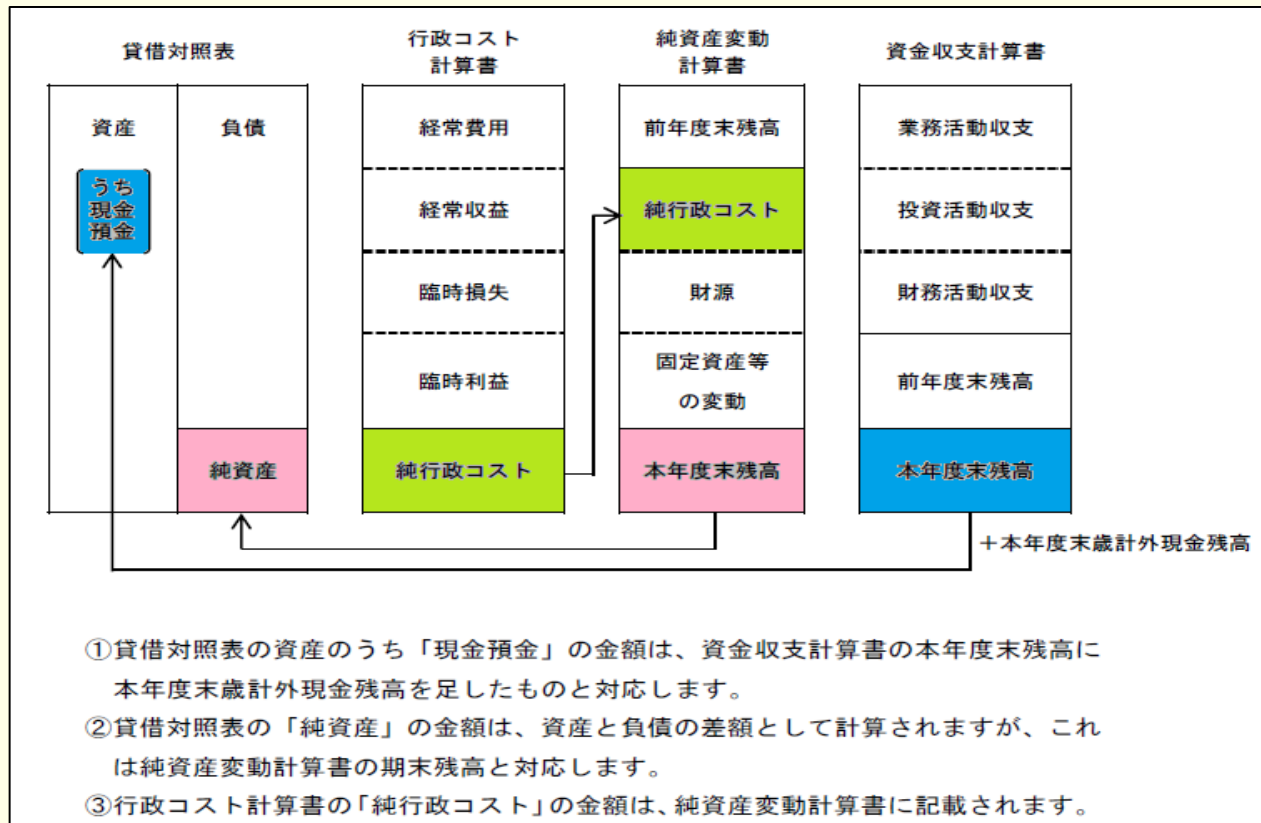 貸借対照表
行政コスト
計算書
純資産変動
計算書
資金収支計算書
資産
負債
うち
現金
預金
純資産
経常費用
経常収益
臨時損失
臨時利益
純行政コスト
前年度末残高
純行政コスト
財源
固定資産等
の変動
本年度末残高
業務活動収支
投資活動収支
財務活動収支
前年度末残高
本年度末残高
＋本年度末歳計外現金残高
①貸借対照表の資産のうち「現金預金」の金額は、資金収支計算書の本年度末残高に
本年度末歳計外現金残高を足したものと対応します。
②貸借対照表の「純資産」の金額は、資産と負債の差額として計算されますが、これ
は純資産変動計算書の期末残高と対応します。
③行政コスト計算書の「純行政コスト」の金額は、純資産変動計算書に記載されます。